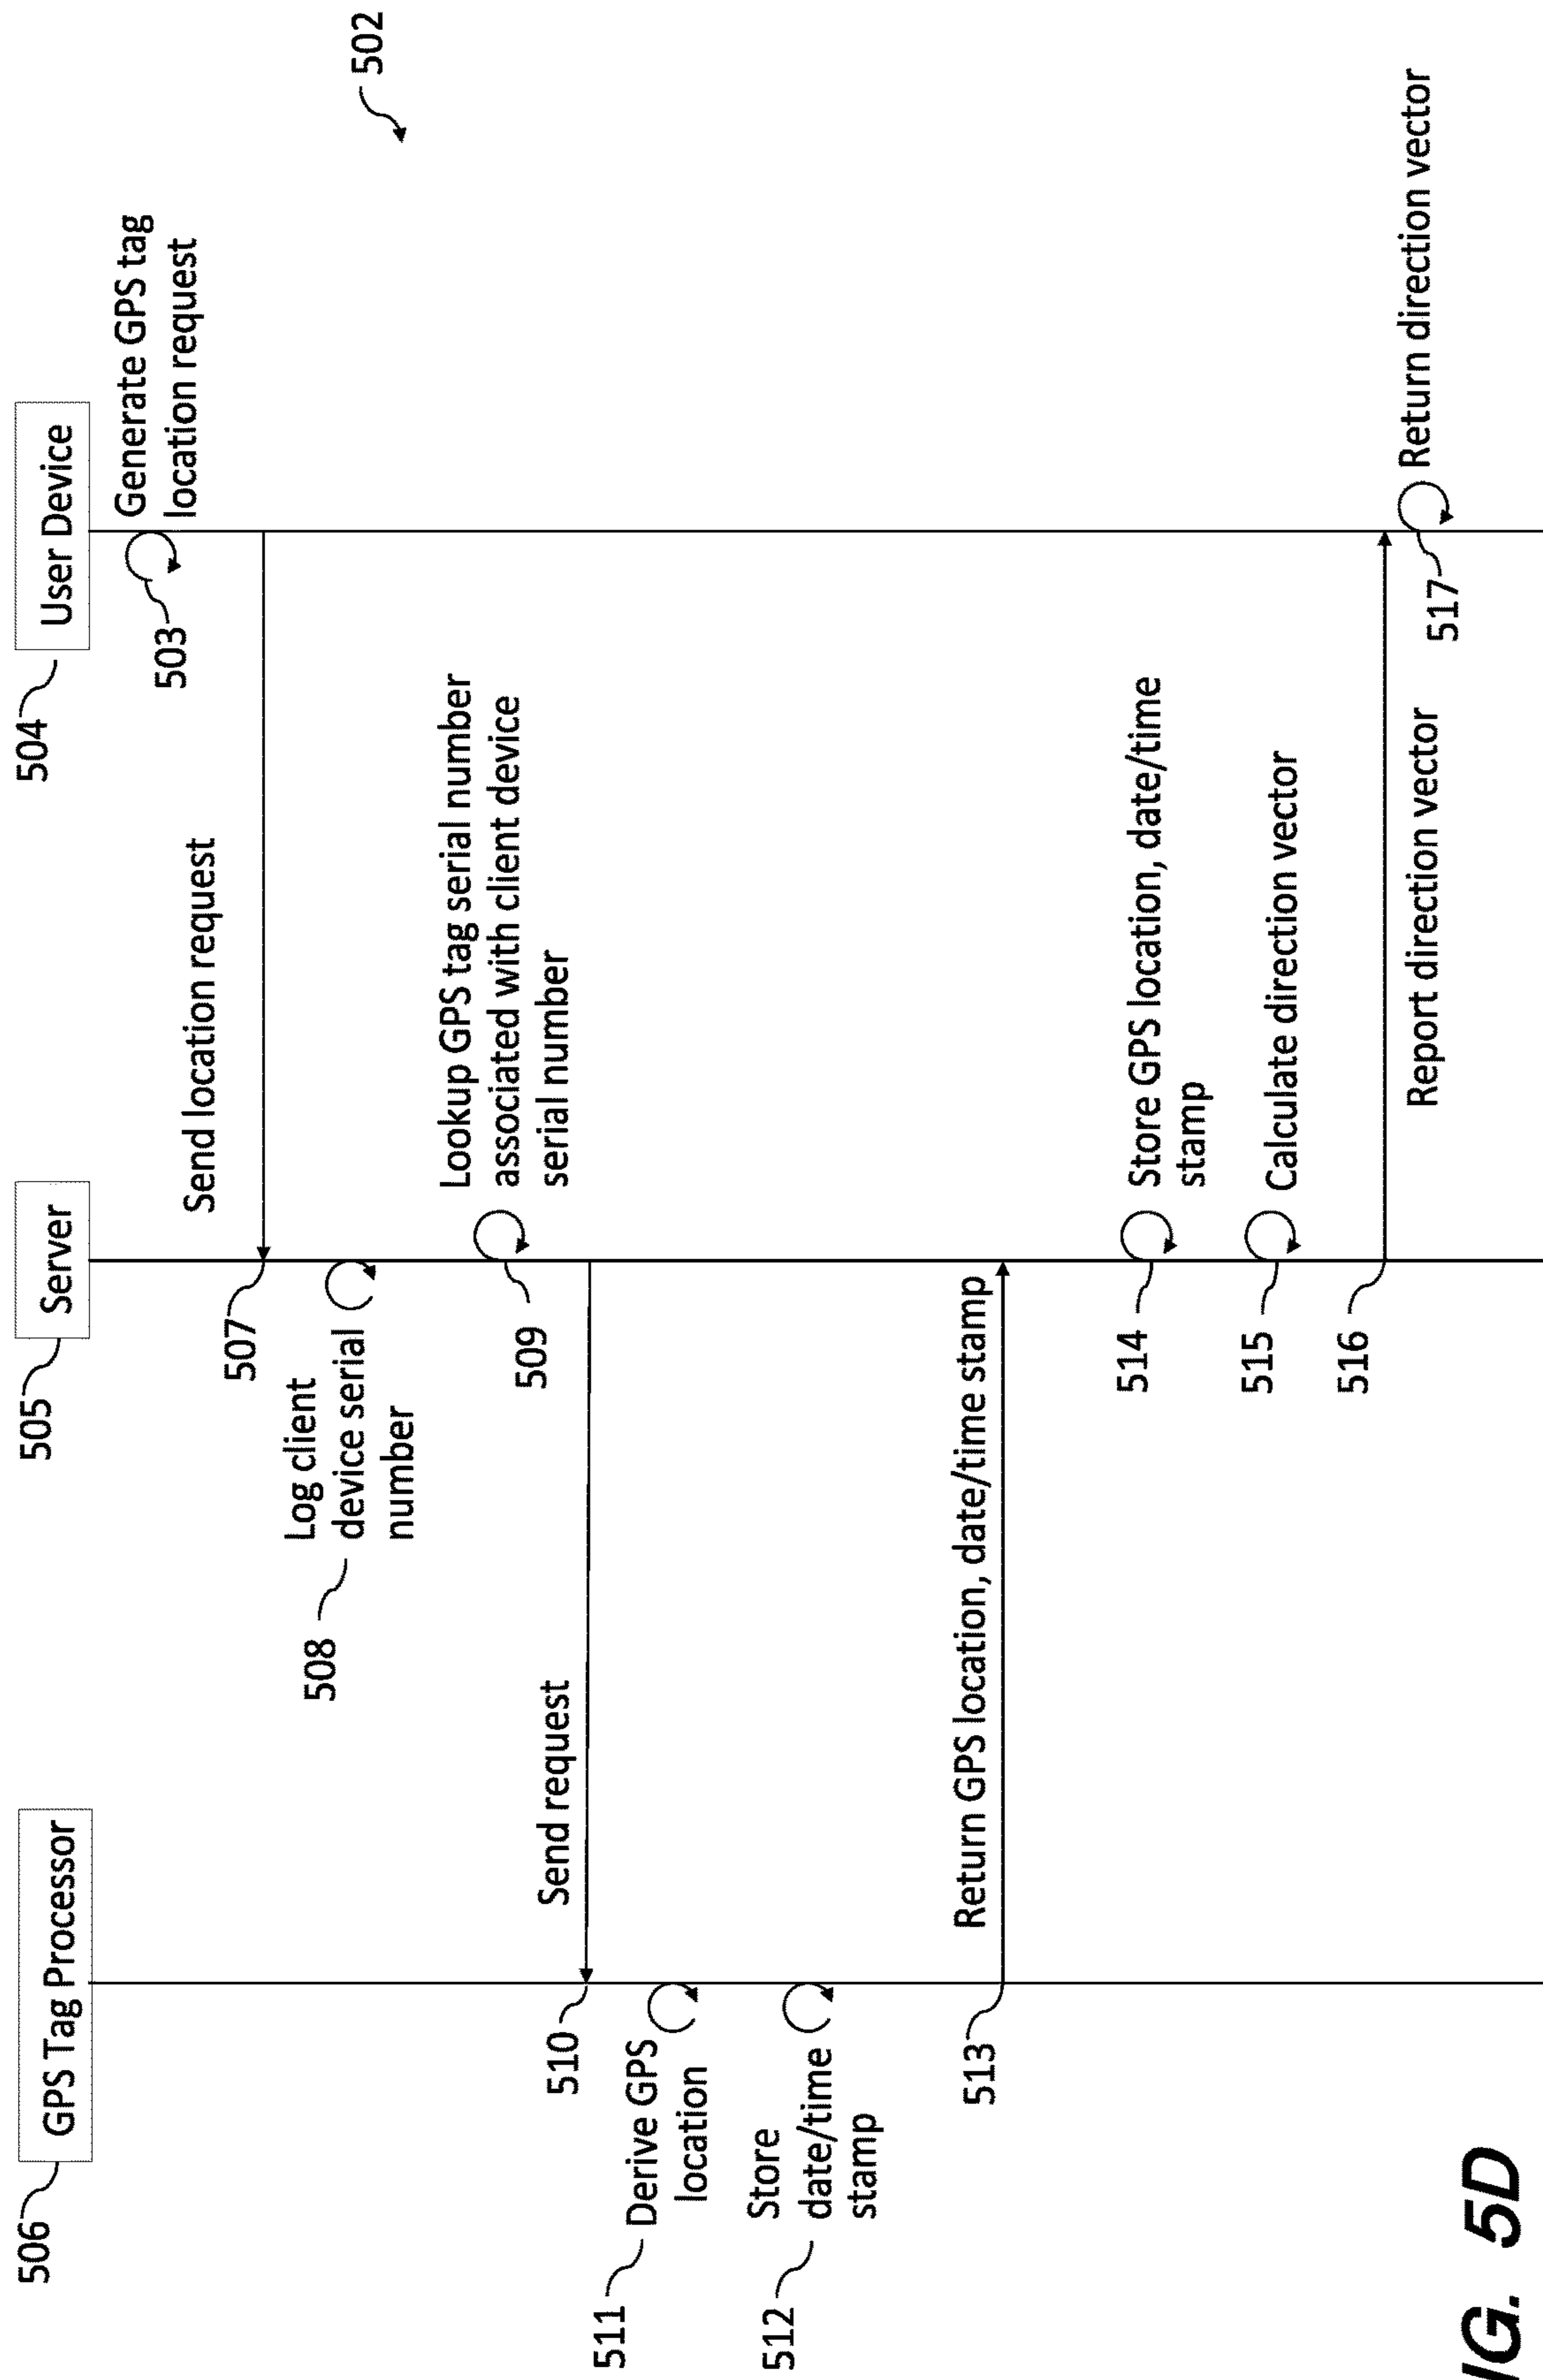 506
GPS Tag Processor
505
Server
504
User Device
Generate GPS tag
location request
503
502
Send location request
507
Log client
device serial
number
508
Lookup GPS tag serial number
associated with client device
serial number
509
Send request
510
511
Derive GPS
location
512
Store
date/time
stamp
Return GPS location, date/time stamp
513
Store GPS location, date/time
stamp
514
Calculate direction vector
515
516
Report direction vector
Return direction vector
517
IG. 5D